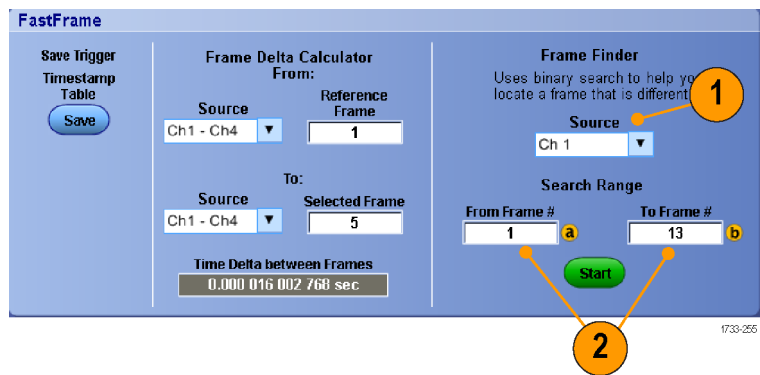 FastFrame
Save Trigger
Timestamp
Table
Save
Frame Delta Calculator
From:
Source
Ch1 - Ch4
Reference
Frame
1
To:
Source
Ch1 - Ch4
Selected Frame
5
Time Delta between Frames
0.000 016 002 768 sec
Frame Finder
Uses binary search to help
locate a frame that is different
1
Source
Ch 1
Search Range
From Frame #
1
a
To Frame #
13
b
Start
2
1733-255